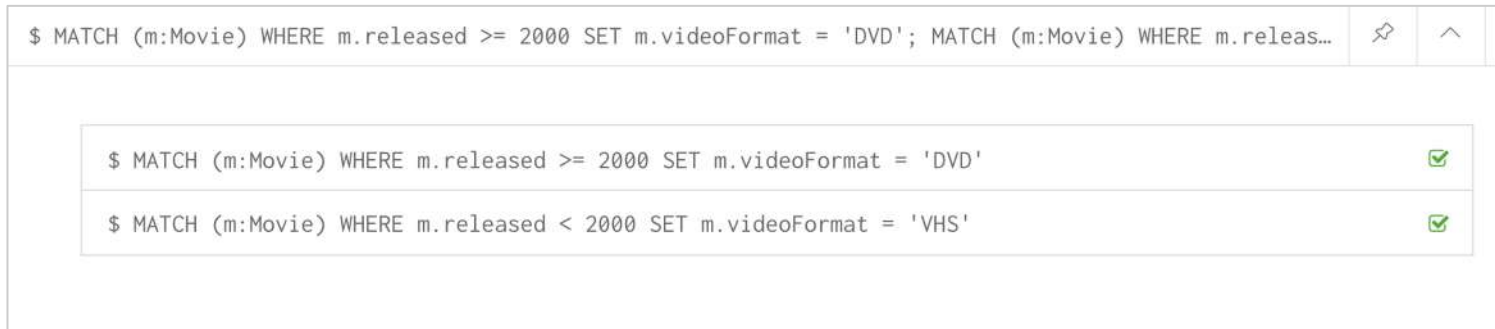 $ MATCH (m:Movie) WHERE m.released >= 2000 SET m.videoFormat = 'DVD'; MATCH (m:Movie) WHERE m.releas…
$ MATCH (m:Movie) WHERE m.released >= 2000 SET m.videoFormat = 'DVD'
$ MATCH (m:Movie) WHERE m.released < 2000 SET m.videoFormat = 'VHS'